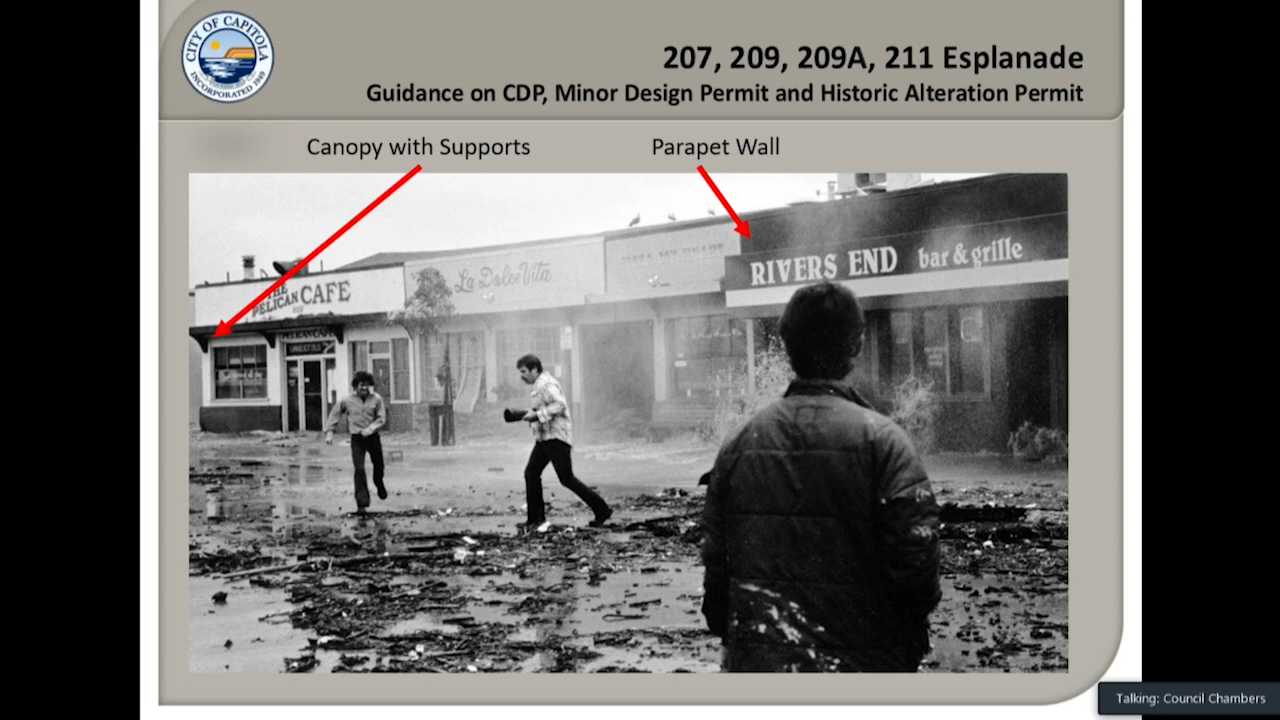 CITY OF CAPITOLA
INCORPORATED 1949
207, 209, 209A, 211 Esplanade
Guidance on CDP, Minor Design Permit and Historic Alteration Permit
Canopy with Supports
Parapet Wall
THE
PELICAN CAFE
La Dolce Vita
RIVERS END bar & grille
PELICAN CAFE
Talking: Council Chambers